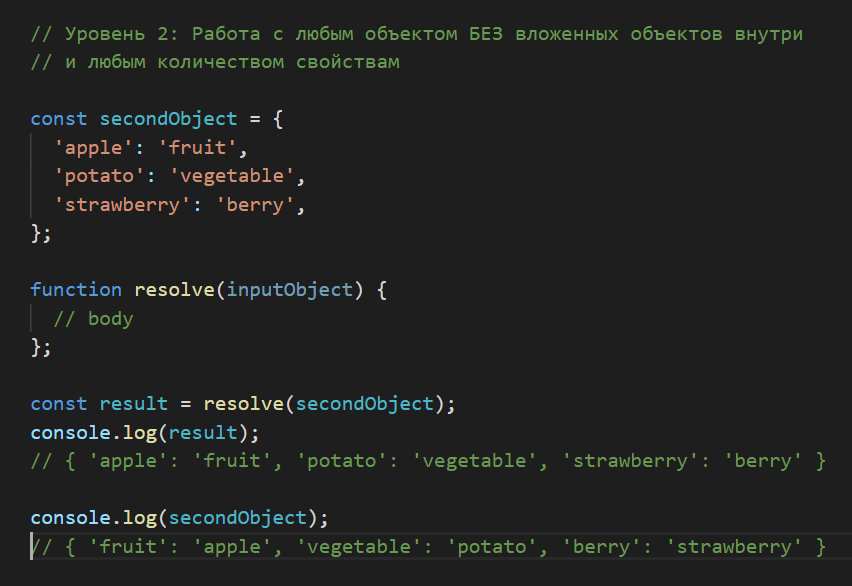 // Уровень 2: Работа с любым объектом БЕЗ вложенных объектов внутри
// и любым количеством свойствам
const secondObject = {
'apple': 'fruit',
'potato': 'vegetable',
'strawberry': 'berry',
};
function resolve(inputObject) {
// body
};
const result = resolve(secondObject);
console.log(result);
// { 'apple': 'fruit', 'potato': 'vegetable', 'strawberry': 'berry' }
console.log(secondObject);
// { 'fruit': 'apple', 'vegetable': 'potato', 'berry': 'strawberry' }